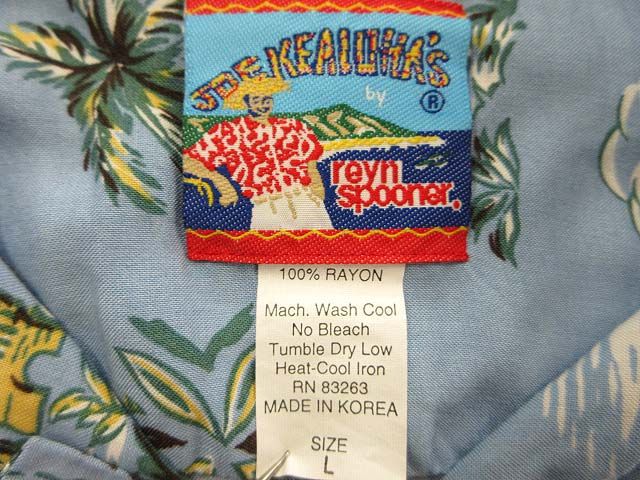 JOE KEALOHA'S
by ®
reyn
spooner.
100% RAYON
Mach. Wash Cool
No Bleach
Tumble Dry Low
Heat-Cool Iron
RN 83263
MADE IN KOREA
SIZE
L